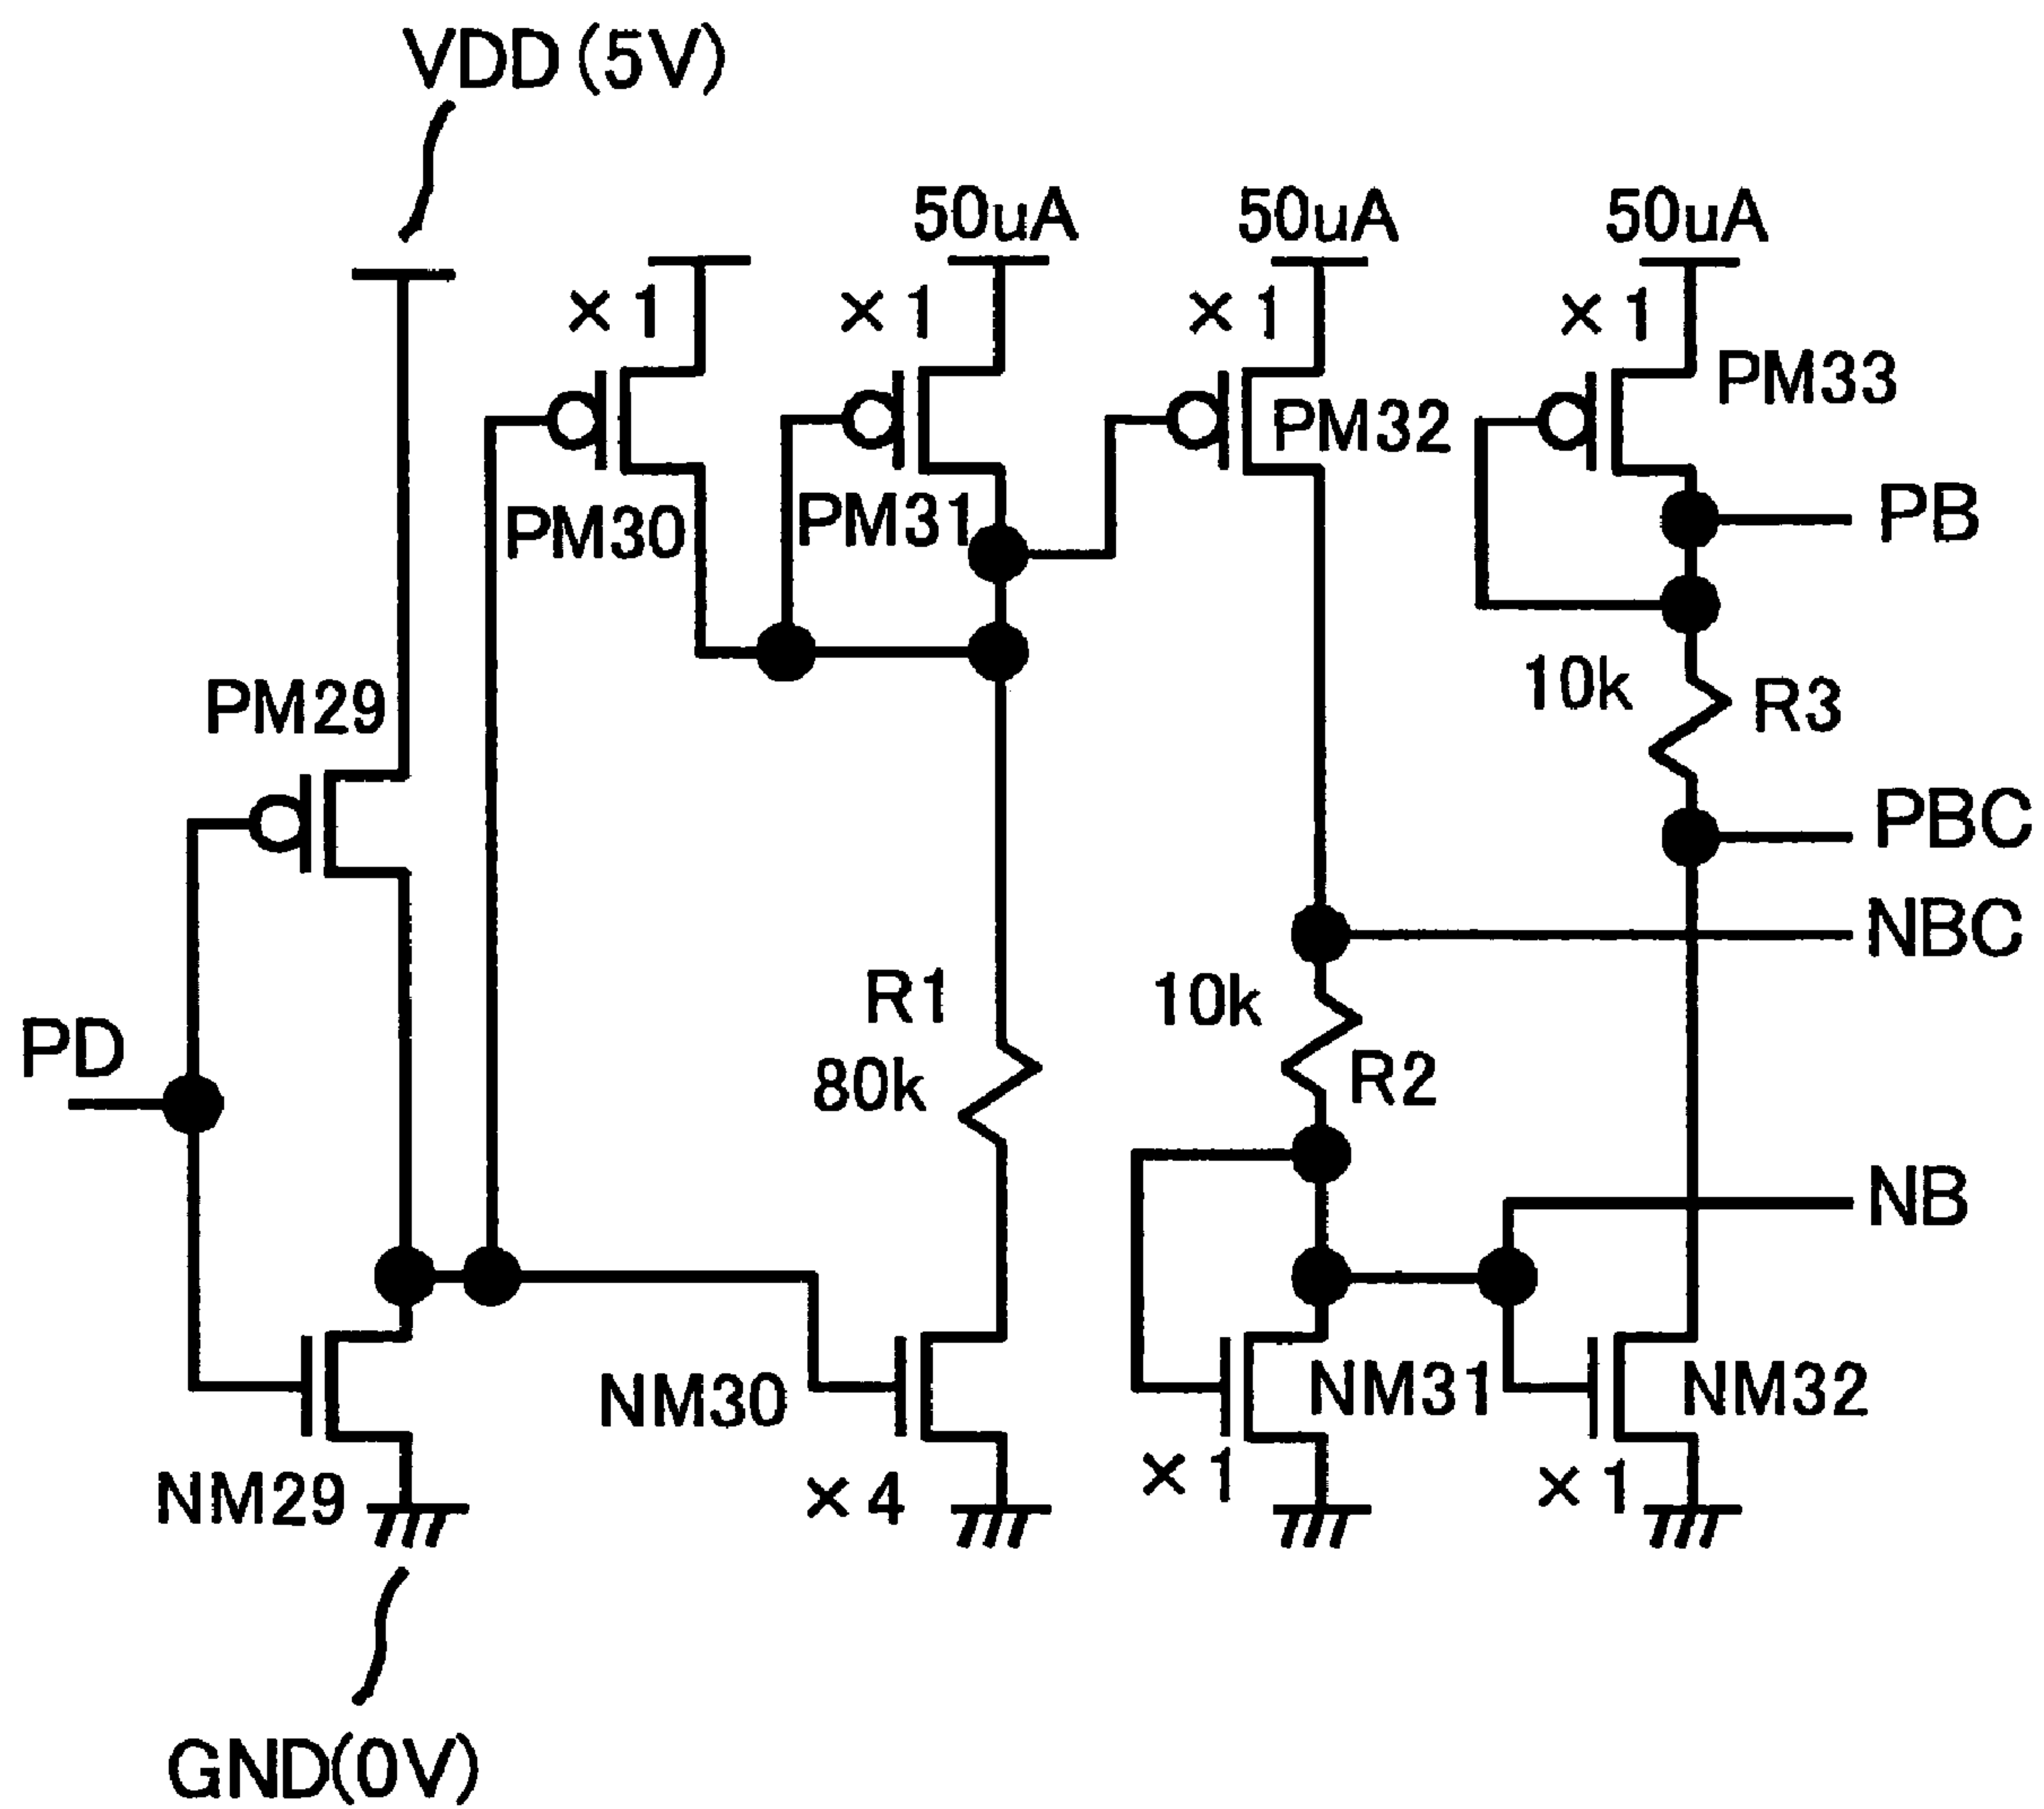 VDD(5V)
50uA 50uA 50uA
×1 ×1 ×1 ×1
PM33
PM32
PM30 PM31 PB
PM29 10k R3
PBC
NBC
R1 10k
PD 80k R2
NB
NM30 NM31 NM32
NM29 ×4 ×1 ×1
GND(0V)